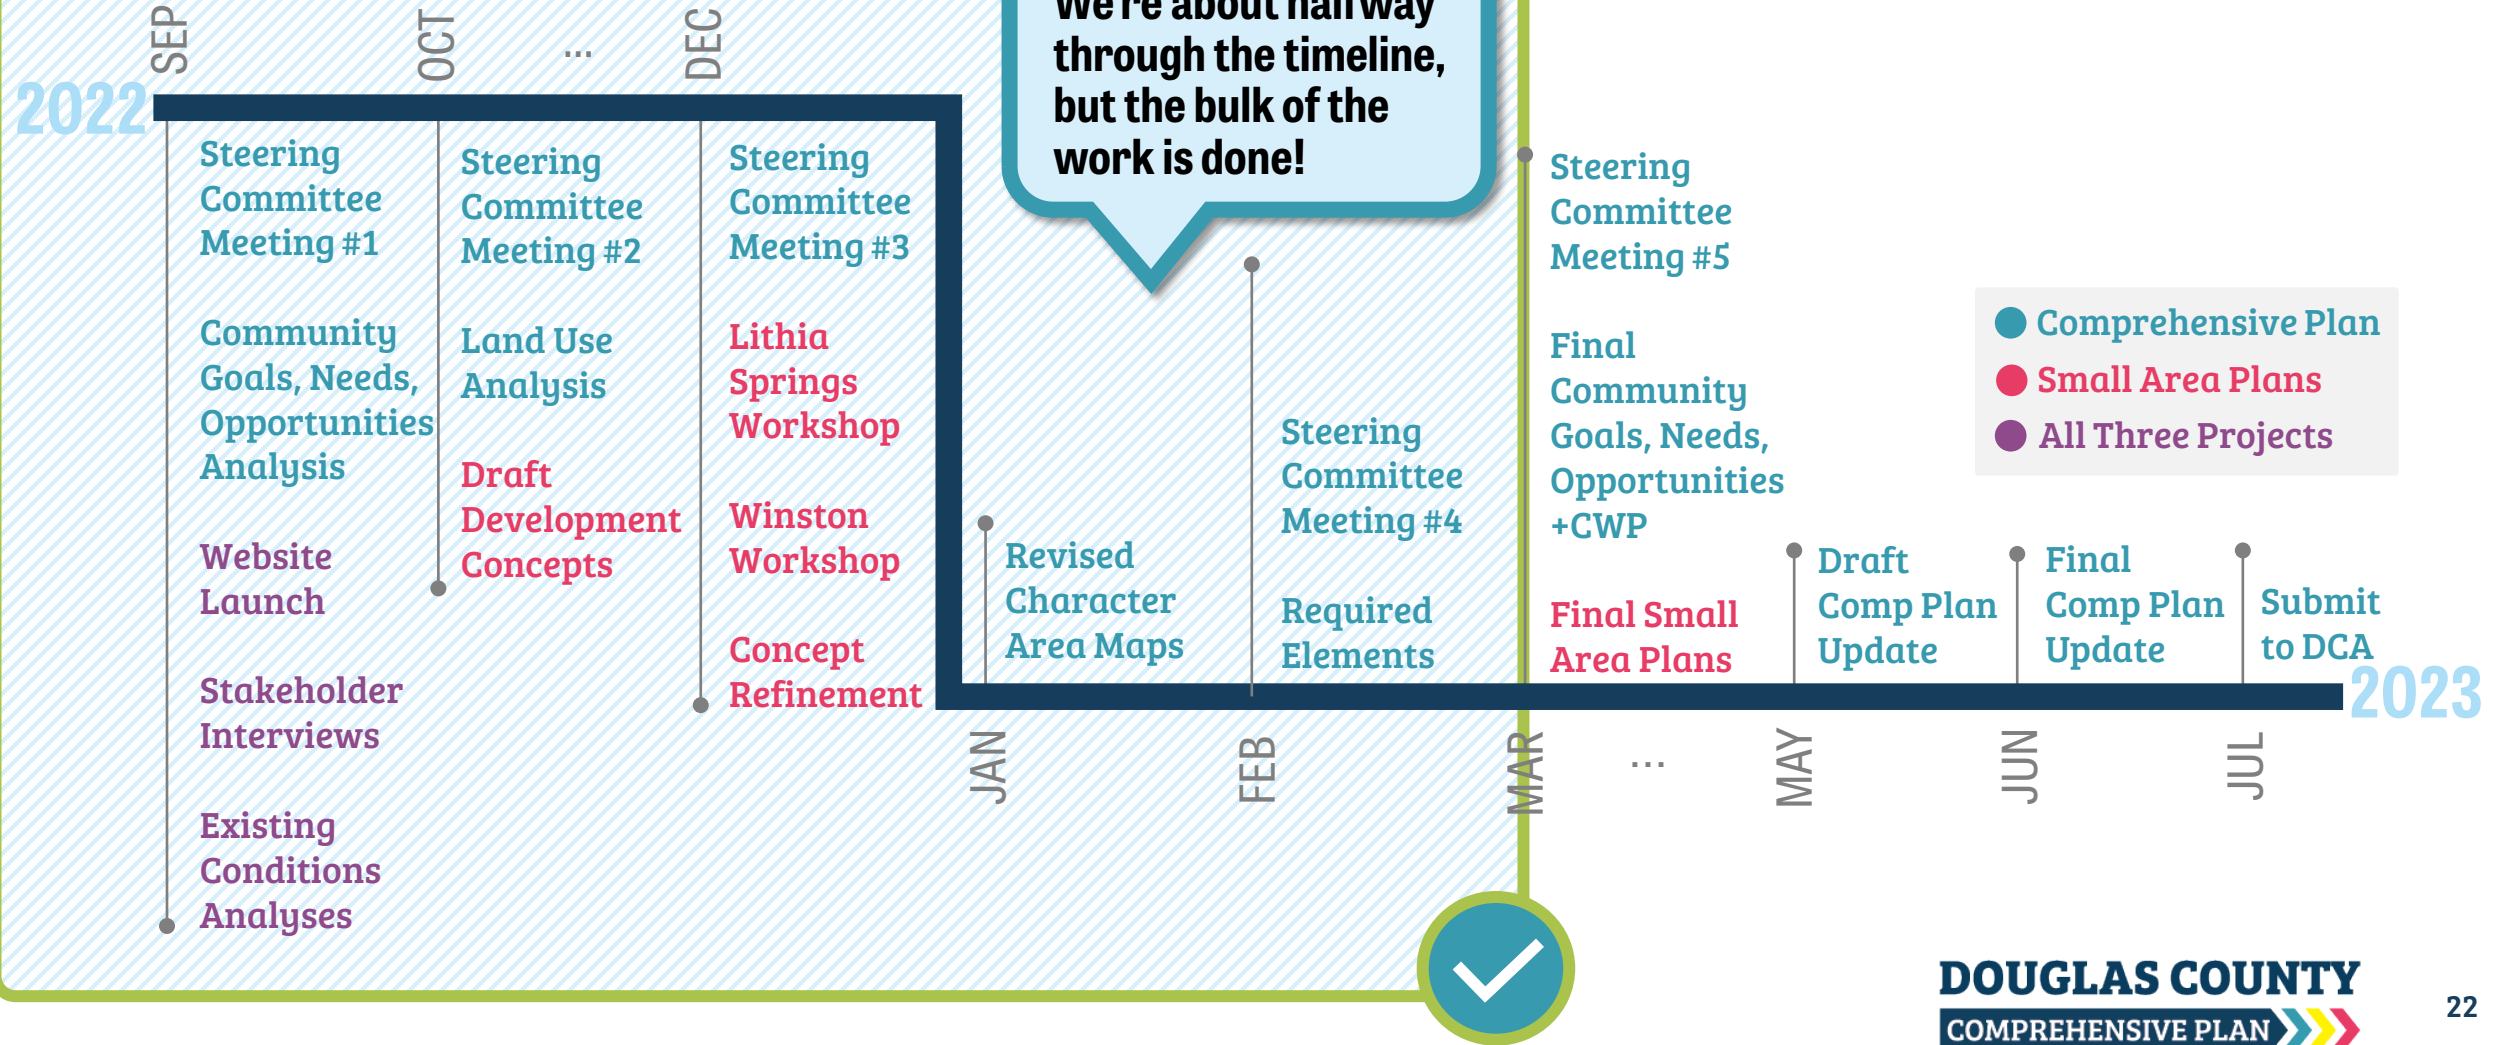 SEP
OCT
...
DEC
We're about halfway
through the timeline,
but the bulk of the
work is done!
2022
Steering
Committee
Meeting #1
Community
Goals, Needs,
Opportunities
Analysis
Website
Launch
Stakeholder
Interviews
Existing
Conditions
Analyses
Steering
Committee
Meeting #2
Land Use
Analysis
Draft
Development
Concepts
Steering
Committee
Meeting #3
Lithia
Springs
Workshop
Winston
Workshop
Concept
Refinement
Revised
Character
Area Maps
Steering
Committee
Meeting #4
Required
Elements
Steering
Committee
Meeting #5
Final
Community
Goals, Needs,
Opportunities
+CWP
Final Small
Area Plans
Draft
Comp Plan
Update
Final
Comp Plan
Update
Submit
to DCA
2023
Comprehensive Plan
Small Area Plans
All Three Projects
JAN
FEB
MAR
...
MAY
JUN
JUL
DOUGLAS COUNTY
COMPREHENSIVE PLAN
22